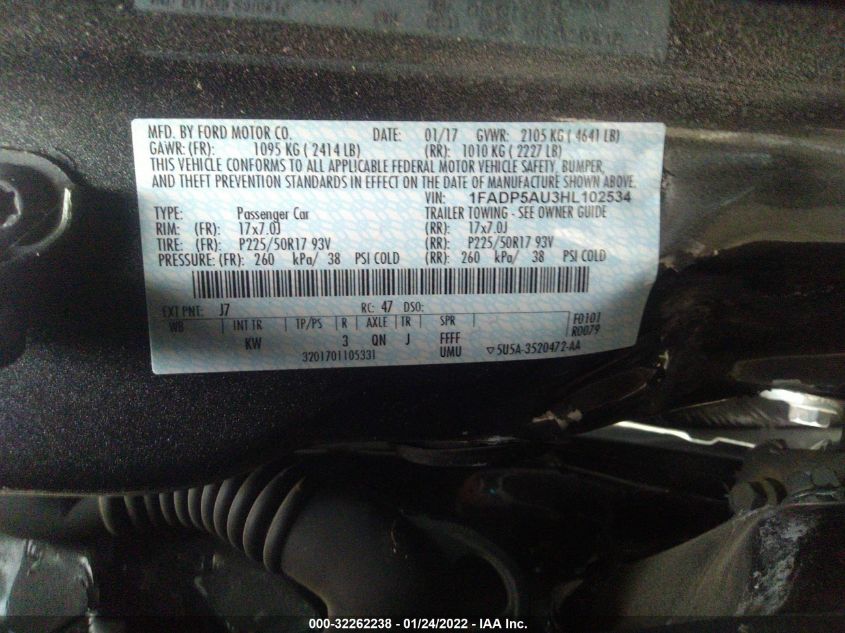 MFD. BY FORD MOTOR CO. DATE: 01/17 GVWR: 2105 KG ( 4641 LB)
GAWR: (FR): 1095 KG ( 2414 LB) (RR): 1010 KG ( 2227 LB)
THIS VEHICLE CONFORMS TO ALL APPLICABLE FEDERAL MOTOR VEHICLE SAFETY, BUMPER,
AND THEFT PREVENTION STANDARDS IN EFFECT ON THE DATE OF MANUFACTURE SHOWN ABOVE.
VIN: 1FADP5AU3HL102534
TYPE: Passenger Car TRAILER TOWING - SEE OWNER GUIDE
RIM: (FR): 17x7.0J (RR): 17x7.0J
TIRE: (FR): P225/50R17 93V (RR): P225/50R17 93V
PRESSURE: (FR): 260 kPa/ 38 PSI COLD (RR): 260 kPa/ 38 PSI COLD
EXT PNT: J7 RC: 47 DSO: F0101
WB INT TR TP/PS R AXLE TR SPR R0079
KW 3 QN J FFFF
3201701105331 UMU ▽5U5A-3520472-AA
000-32262238 - 01/24/2022 - IAA Inc.